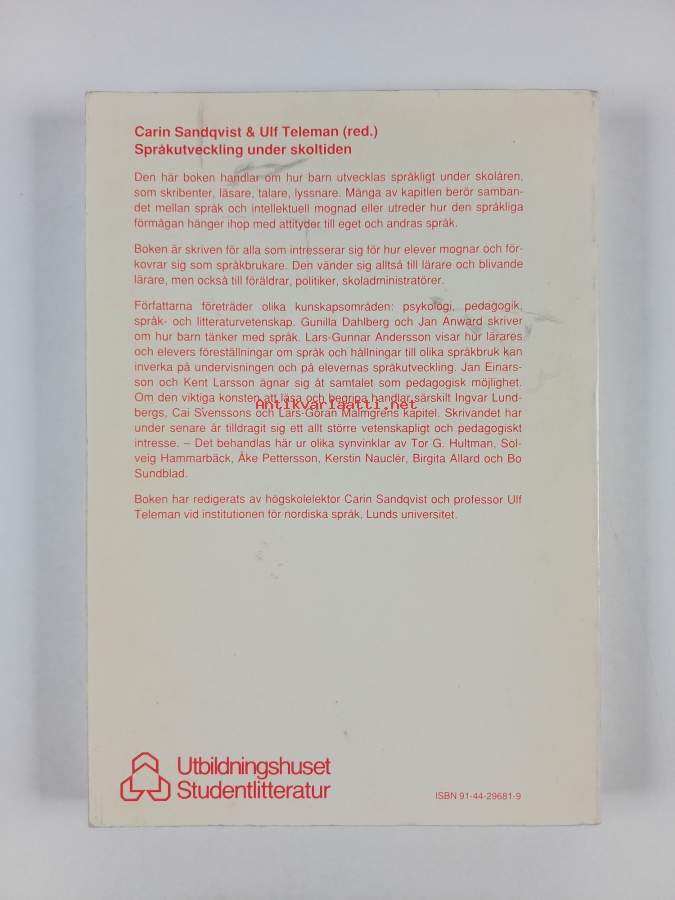 Carin Sandqvist & Ulf Teleman (red.)
Språkutveckling under skoltiden
Den här boken handlar om hur barn utvecklas språkligt under skolåren,
som skribenter, läsare, talare, lyssnare. Många av kapitlen berör samban-
det mellan språk och intellektuell mognad eller utreder hur den språkliga
förmågan hänger ihop med attityder till eget och andras språk.
Boken är skriven för alla som intresserar sig för hur elever mognar och för-
kovrar sig som språkbrukare. Den vänder sig alltså till lärare och blivande
lärare, men också till föräldrar, politiker, skoladministratörer.
Författarna företräder olika kunskapsområden: psykologi, pedagogik,
språk- och litteraturvetenskap. Gunilla Dahlberg och Jan Anward skriver
om hur barn tänker med språk. Lars-Gunnar Andersson visar hur lärares
och elevers föreställningar om språk och hållningar till olika språkbruk kan
inverka på undervisningen och på elevernas språkutveckling. Jan Einars-
son och Kent Larsson ägnar sig åt samtalet som pedagogisk möjlighet.
Om den viktiga konsten att läsa och begripa handlar särskilt Ingvar Lund-
bergs, Cai Svenssons och Lars-Göran Malmgrens kapitel. Skrivandet har
under senare år tilldragit sig ett allt större vetenskapligt och pedagogiskt
intresse. – Det behandlas här ur olika synvinklar av Tor G. Hultman, Sol-
veig Hammarbäck, Åke Pettersson, Kerstin Nauclér, Birgita Allard och Bo
Sundblad.
Boken har redigerats av högskolelektor Carin Sandqvist och professor Ulf
Teleman vid institutionen för nordiska språk, Lunds universitet.
Antikvariaatti.net
Utbildningshuset
Studentlitteratur
ISBN 91-44-29681-9